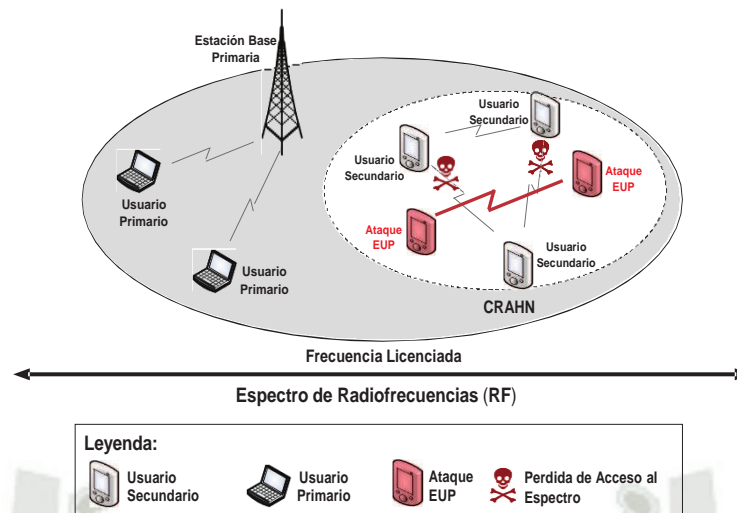 Estación Base
Primaria
Usuario
Secundario
Usuario
Secundario
Ataque
EUP
Usuario
Primario
Ataque
EUP
Usuario
Secundario
Usuario
Primario
CRAHN
Frecuencia Licenciada
Espectro de Radiofrecuencias (RF)
Leyenda:
Usuario
Secundario
Usuario
Primario
Ataque
EUP
Perdida de Acceso al
Espectro